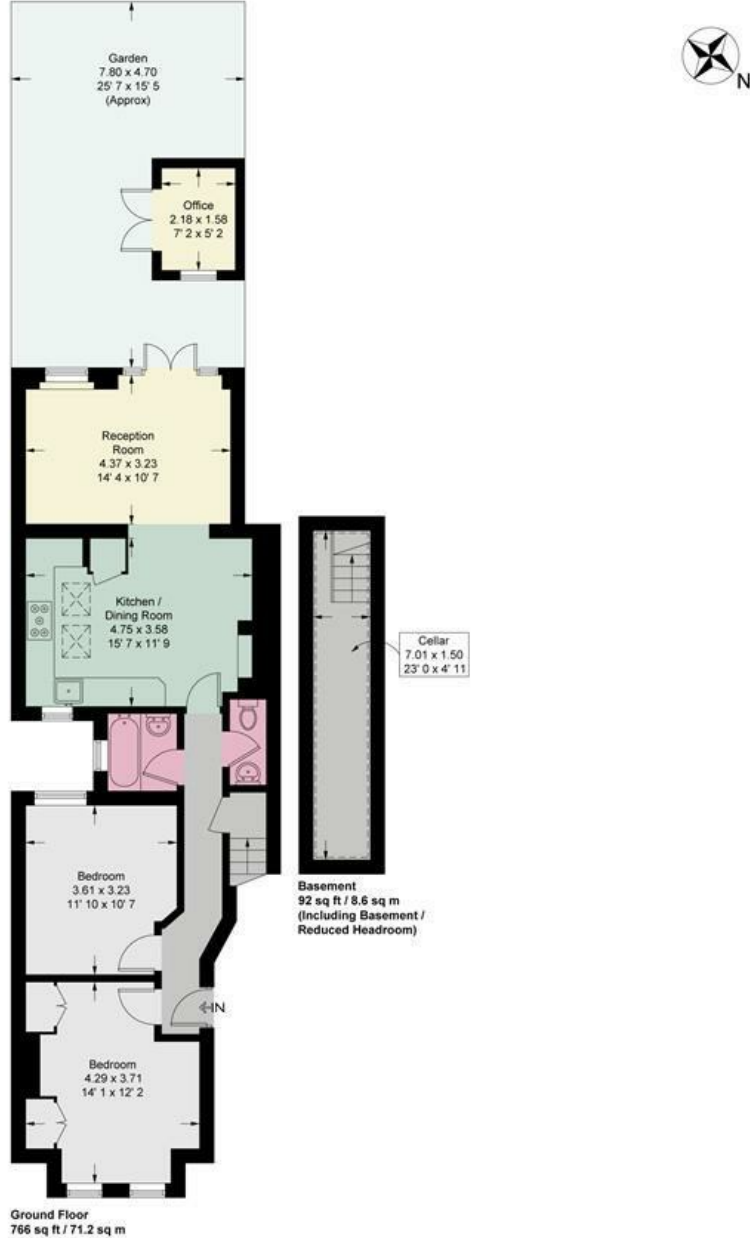 Garden
7.80 x 4.70
25' 7 x 15' 5
(Approx)
N
Office
2.18 x 1.58
7' 2 x 5' 2
Reception
Room
4.37 x 3.23
14' 4 x 10' 7
Kitchen /
Dining Room
4.75 x 3.58
15' 7 x 11' 9
Cellar
7.01 x 1.50
23' 0 x 4' 11
Bedroom
3.61 x 3.23
11' 10 x 10' 7
Basement
92 sq ft / 8.6 sq m
(Including Basement /
Reduced Headroom)
IN
Bedroom
4.29 x 3.71
14' 1 x 12' 2
Ground Floor
766 sq ft / 71.2 sq m